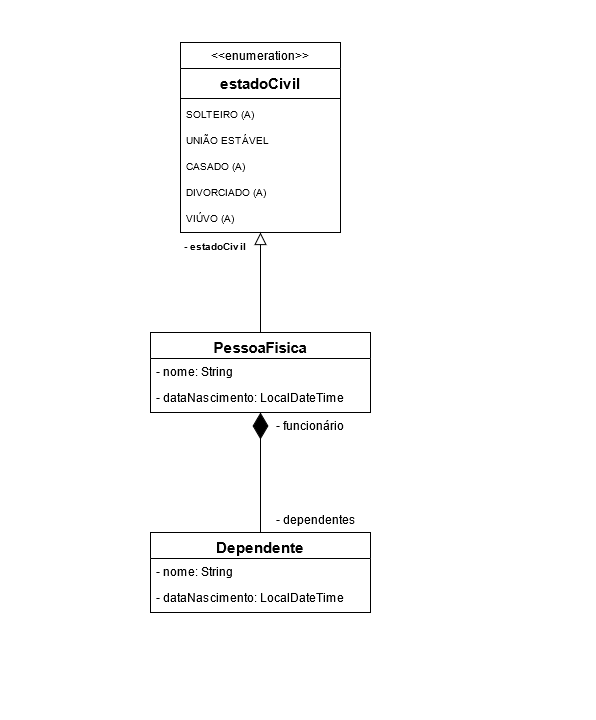 <<enumeration>>
estadoCivil
SOLTEIRO (A)
UNIÃO ESTÁVEL
CASADO (A)
DIVORCIADO (A)
VIÚVO (A)
- estadoCivil
PessoaFisica
- nome: String
- dataNascimento: LocalDateTime
- funcionário
- dependentes
Dependente
- nome: String
- dataNascimento: LocalDateTime